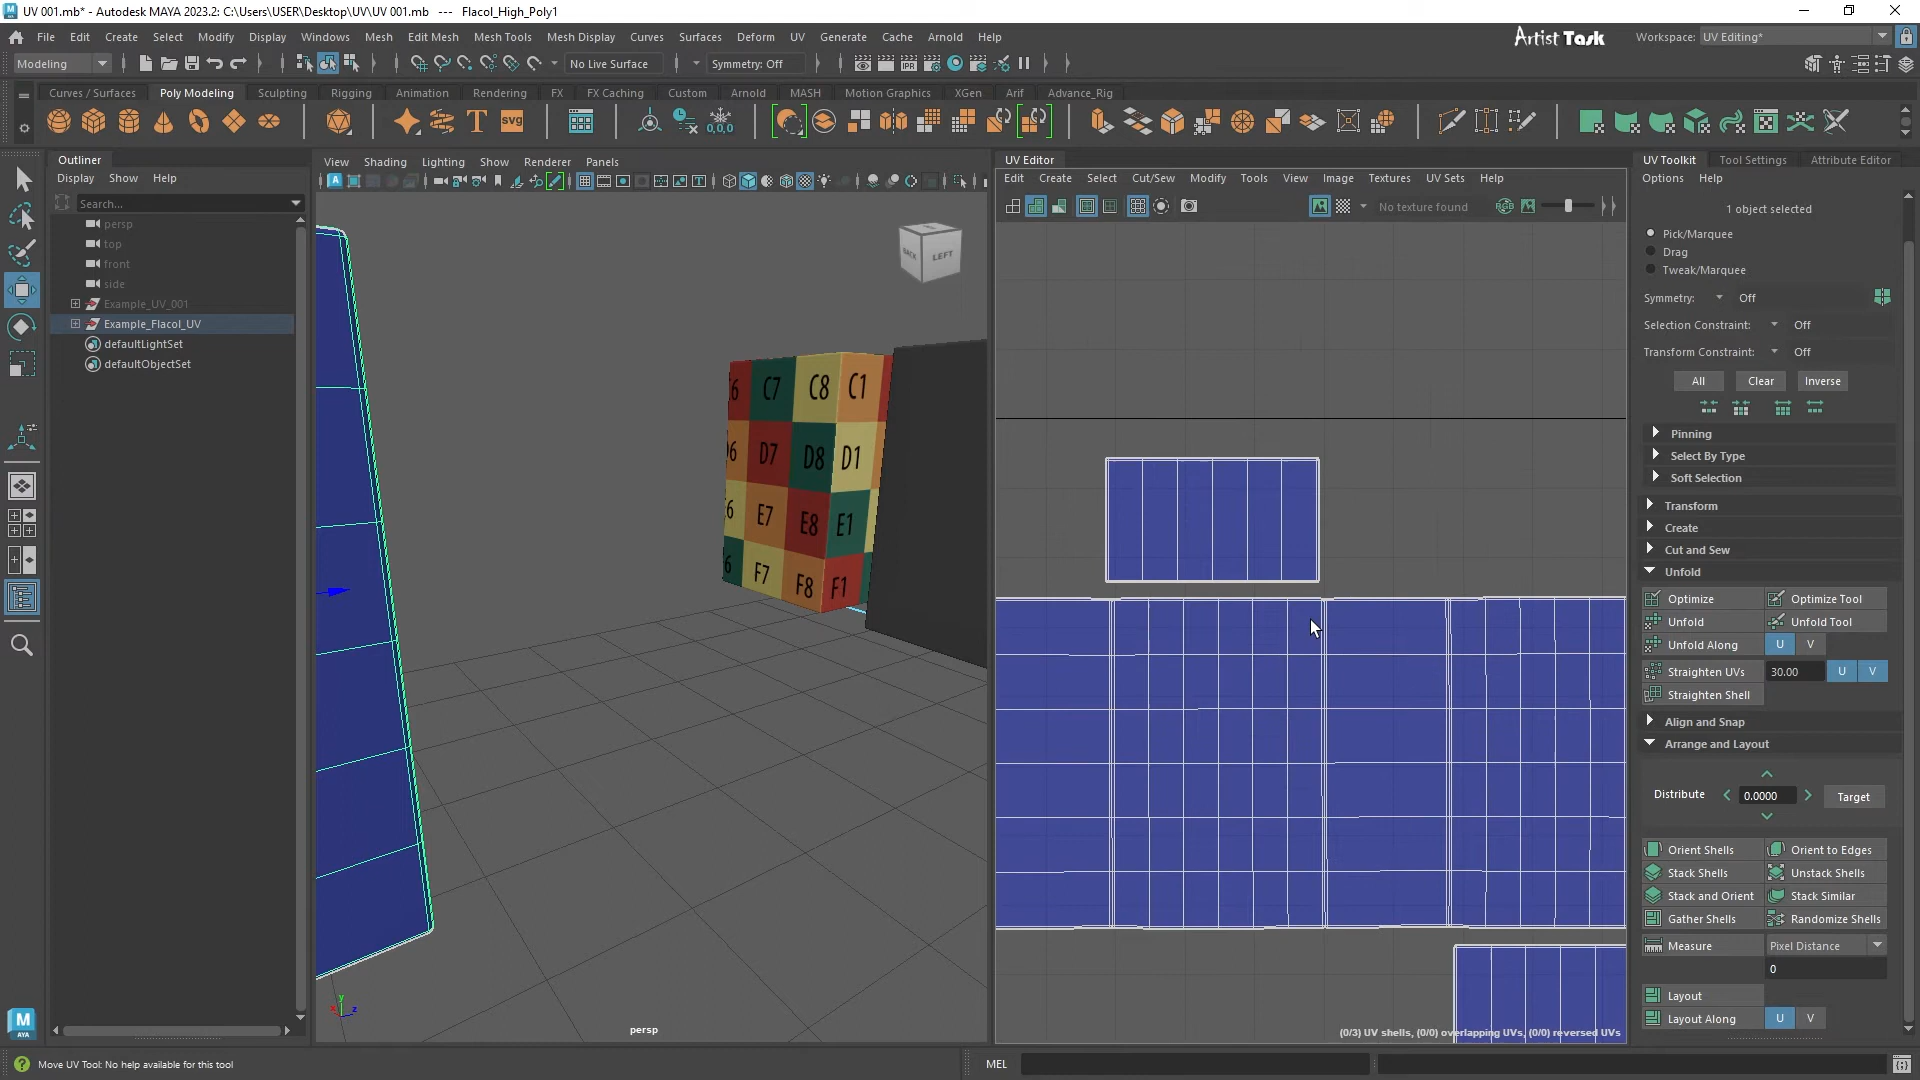 UV 001.mb* - Autodesk MAYA 2023.2: C:\Users\USER\Desktop\UV\UV 001.mb --- Flacol_High_Poly1
File Edit Create Select Modify Display Windows Mesh Edit Mesh Mesh Tools Mesh Display Curves Surfaces Deform UV Generate Cache Arnold Help
Artist Task
Workspace: UV Editing*
Modeling
No Live Surface
Symmetry: Off
IPR
Curves / Surfaces Poly Modeling Sculpting Rigging Animation Rendering FX FX Caching Custom Arnold MASH Motion Graphics XGen Arif Advance_Rig
T
svg
0,0,0
Outliner
Display Show Help
Search...
persp
top
front
side
Example_UV_001
Example_Flacol_UV
defaultLightSet
defaultObjectSet
View Shading Lighting Show Renderer Panels
BACK LEFT
C7 C8 C1
D7 D8 D1
E7 E8 E1
F7 F8 F1
y
x z
persp
UV Editor
Edit Create Select Cut/Sew Modify Tools View Image Textures UV Sets Help
No texture found
RGB
(0/3) UV shells, (0/0) overlapping UVs, (0/0) reversed UVs
UV Toolkit Tool Settings Attribute Editor
Options Help
1 object selected
Pick/Marquee
Drag
Tweak/Marquee
Symmetry: Off
Selection Constraint: Off
Transform Constraint: Off
All Clear Inverse
Pinning
Select By Type
Soft Selection
Transform
Create
Cut and Sew
Unfold
Optimize Optimize Tool
Unfold Unfold Tool
Unfold Along U V
Straighten UVs 30.00 U V
Straighten Shell
Align and Snap
Arrange and Layout
Distribute 0.0000 Target
Orient Shells Orient to Edges
Stack Shells Unstack Shells
Stack and Orient Stack Similar
Gather Shells Randomize Shells
Measure Pixel Distance
0
Layout
Layout Along U V
M
AYA
Move UV Tool: No help available for this tool
MEL